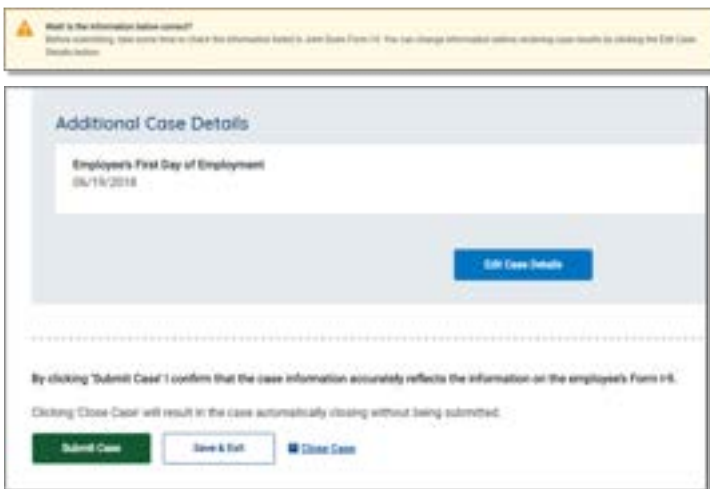 Wait! Is the information below correct?
Before submitting, take some time to check the information listed is Joint Does Form I-9. You can change information before receiving case results by clicking the Edit Case
Details button.
Additional Case Details
Employee's First Day of Employment
06/19/2018
Edit Case Details
By clicking 'Submit Case' I confirm that the case information accurately reflects the information on the employee's Form I-9.
Clicking 'Close Case' will result in the case automatically closing without being submitted.
Submit Case
Save & Exit
Close Case